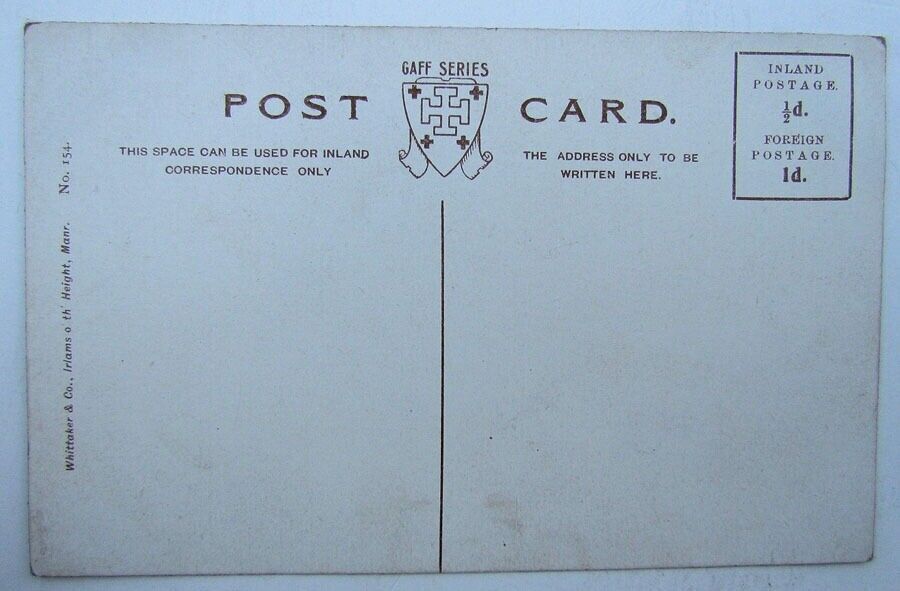 GAFF SERIES
POST CARD.
THIS SPACE CAN BE USED FOR INLAND
CORRESPONDENCE ONLY
THE ADDRESS ONLY TO BE
WRITTEN HERE.
INLAND
POSTAGE.
½d.
FOREIGN
POSTAGE.
1d.
Whittaker & Co., Irlams o th' Height, Manr. No. 154.